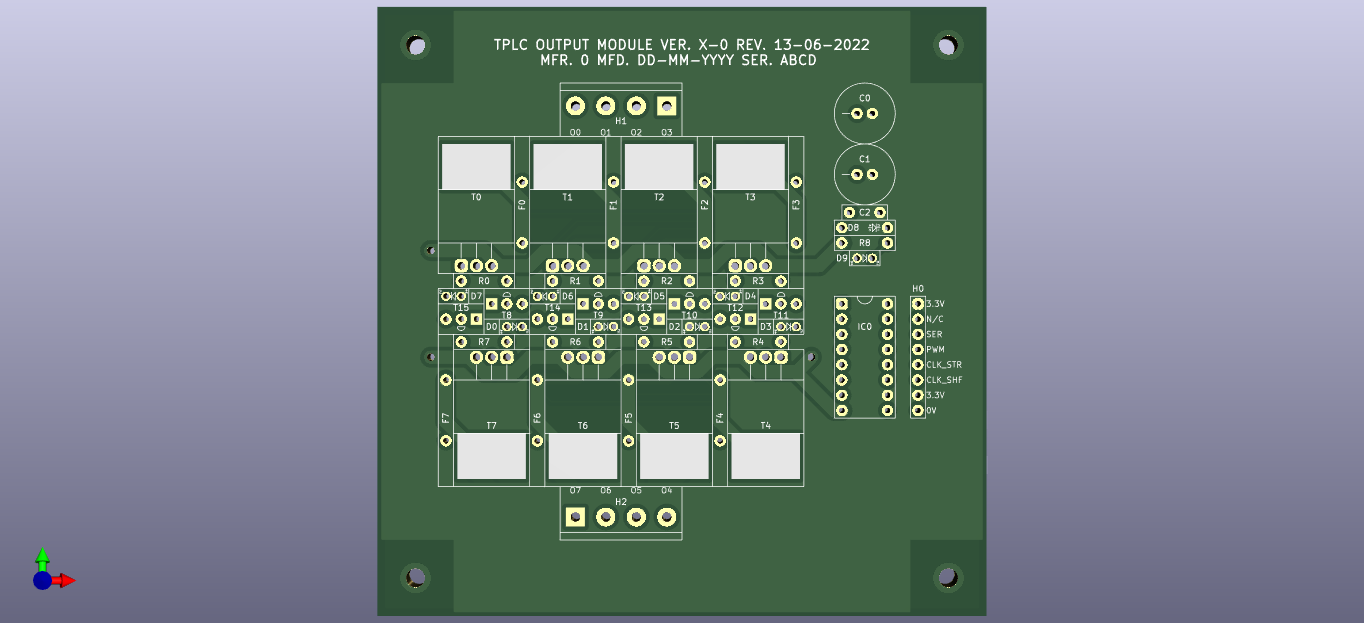 TPLC OUTPUT MODULE VER. X-0 REV. 13-06-2022
MFR. 0 MFD. DD-MM-YYYY SER. ABCD
C0
H1
O0 O1 O2 O3
C1
T0 T1 T2 T3
F0 F1 F2 F3
C2
D8
R8
D9
R0 R1 R2 R3
D7 D6 D5 D4
H0
T15 T14 T13 T12
3.3V
T8 T9 T10 T11
N/C
D0 D1 D2 D3
IC0
SER
R7 R6 R5 R4
PWM
CLK_STR
CLK_SHF
3.3V
0V
F7 F6 F5 F4
T7 T6 T5 T4
O7 O6 O5 O4
H2